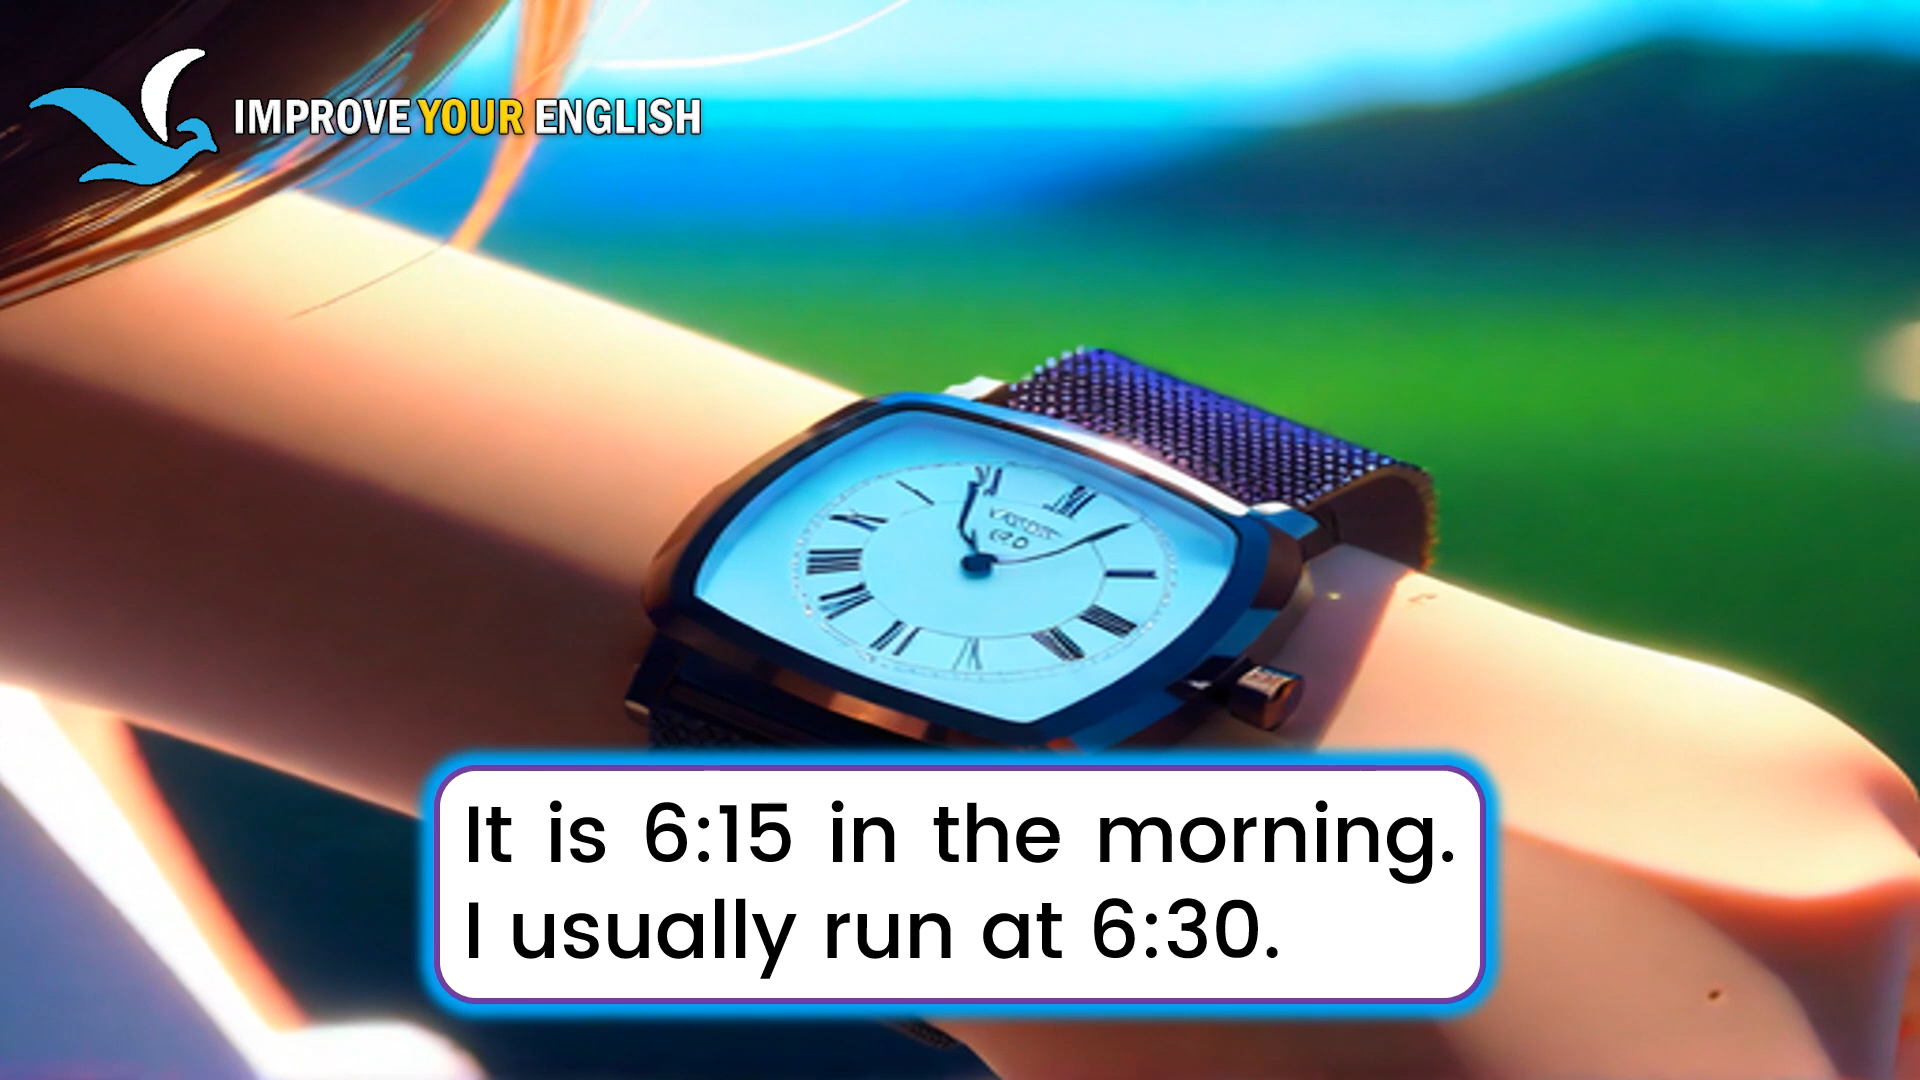 IMPROVE YOUR ENGLISH
It is 6:15 in the morning.
I usually run at 6:30.